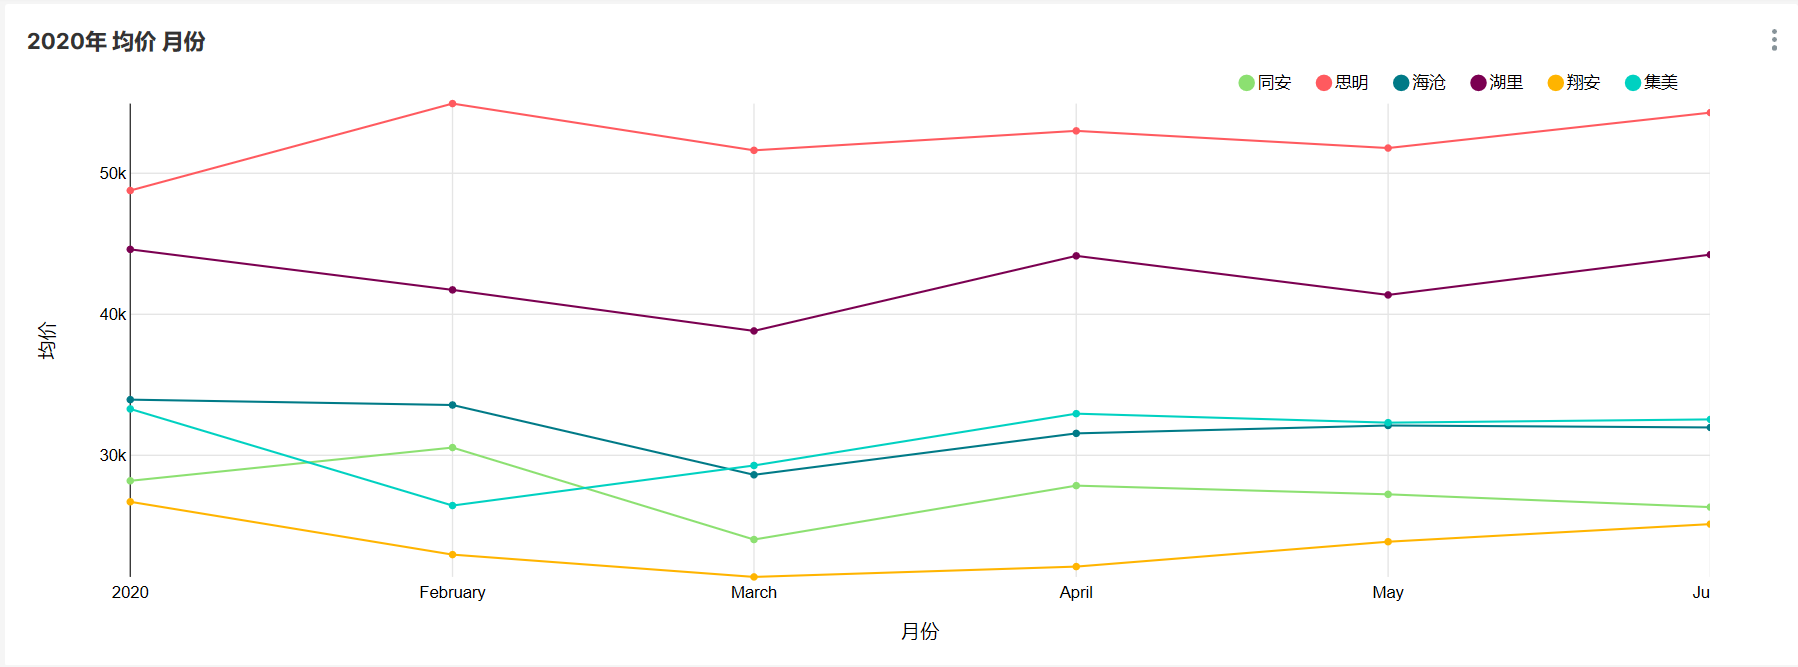 2020年 均价 月份
同安 思明 海沧 湖里 翔安 集美
50k
40k
30k
均价
2020 February March April May Ju
月份